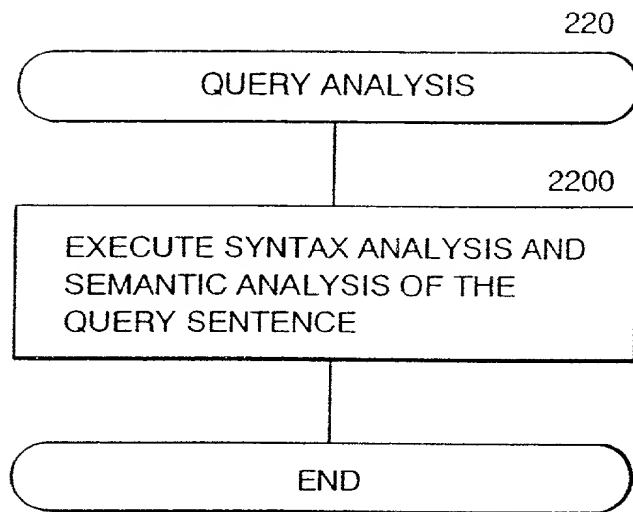 220
QUERY ANALYSIS
2200
EXECUTE SYNTAX ANALYSIS AND
SEMANTIC ANALYSIS OF THE
QUERY SENTENCE
END